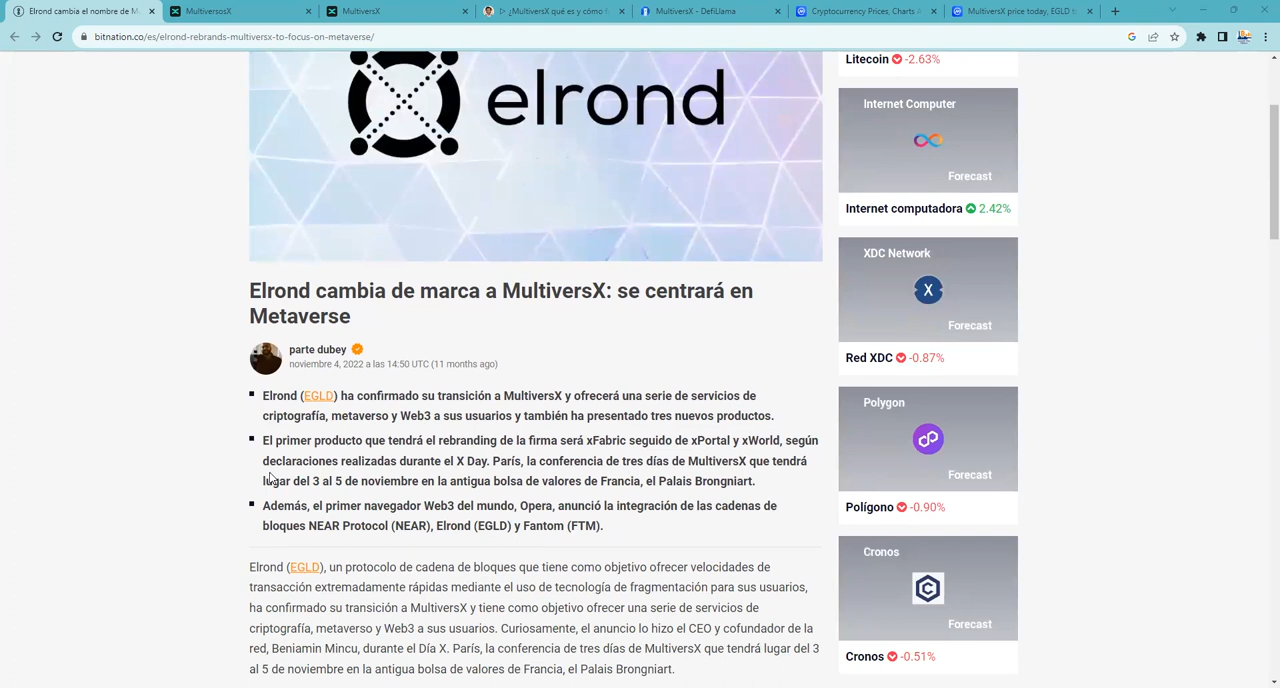 Elrond cambia el nombre de M
MultiversosX
MultiversX
▷ ¿MultiversX qué es y cómo f
MultiversX - DefiLlama
Cryptocurrency Prices, Charts A
MultiversX price today, EGLD to
bitnation.co/es/elrond-rebrands-multiversx-to-focus-on-metaverse/
elrond
Elrond cambia de marca a MultiversX: se centrará en
Metaverse
parte dubey
noviembre 4, 2022 a las 14:50 UTC (11 months ago)
Elrond (EGLD) ha confirmado su transición a MultiversX y ofrecerá una serie de servicios de
criptografía, metaverso y Web3 a sus usuarios y también ha presentado tres nuevos productos.
El primer producto que tendrá el rebranding de la firma será xFabric seguido de xPortal y xWorld, según
declaraciones realizadas durante el X Day. París, la conferencia de tres días de MultiversX que tendrá
lugar del 3 al 5 de noviembre en la antigua bolsa de valores de Francia, el Palais Brongniart.
Además, el primer navegador Web3 del mundo, Opera, anunció la integración de las cadenas de
bloques NEAR Protocol (NEAR), Elrond (EGLD) y Fantom (FTM).
Elrond (EGLD), un protocolo de cadena de bloques que tiene como objetivo ofrecer velocidades de
transacción extremadamente rápidas mediante el uso de tecnología de fragmentación para sus usuarios,
ha confirmado su transición a MultiversX y tiene como objetivo ofrecer una serie de servicios de
criptografía, metaverso y Web3 a sus usuarios. Curiosamente, el anuncio lo hizo el CEO y cofundador de la
red, Beniamin Mincu, durante el Día X. París, la conferencia de tres días de MultiversX que tendrá lugar del 3
al 5 de noviembre en la antigua bolsa de valores de Francia, el Palais Brongniart.
Litecoin -2.63%
Internet Computer
Forecast
Internet computadora 2.42%
XDC Network
X
Forecast
Red XDC -0.87%
Polygon
Forecast
Polígono -0.90%
Cronos
Forecast
Cronos -0.51%